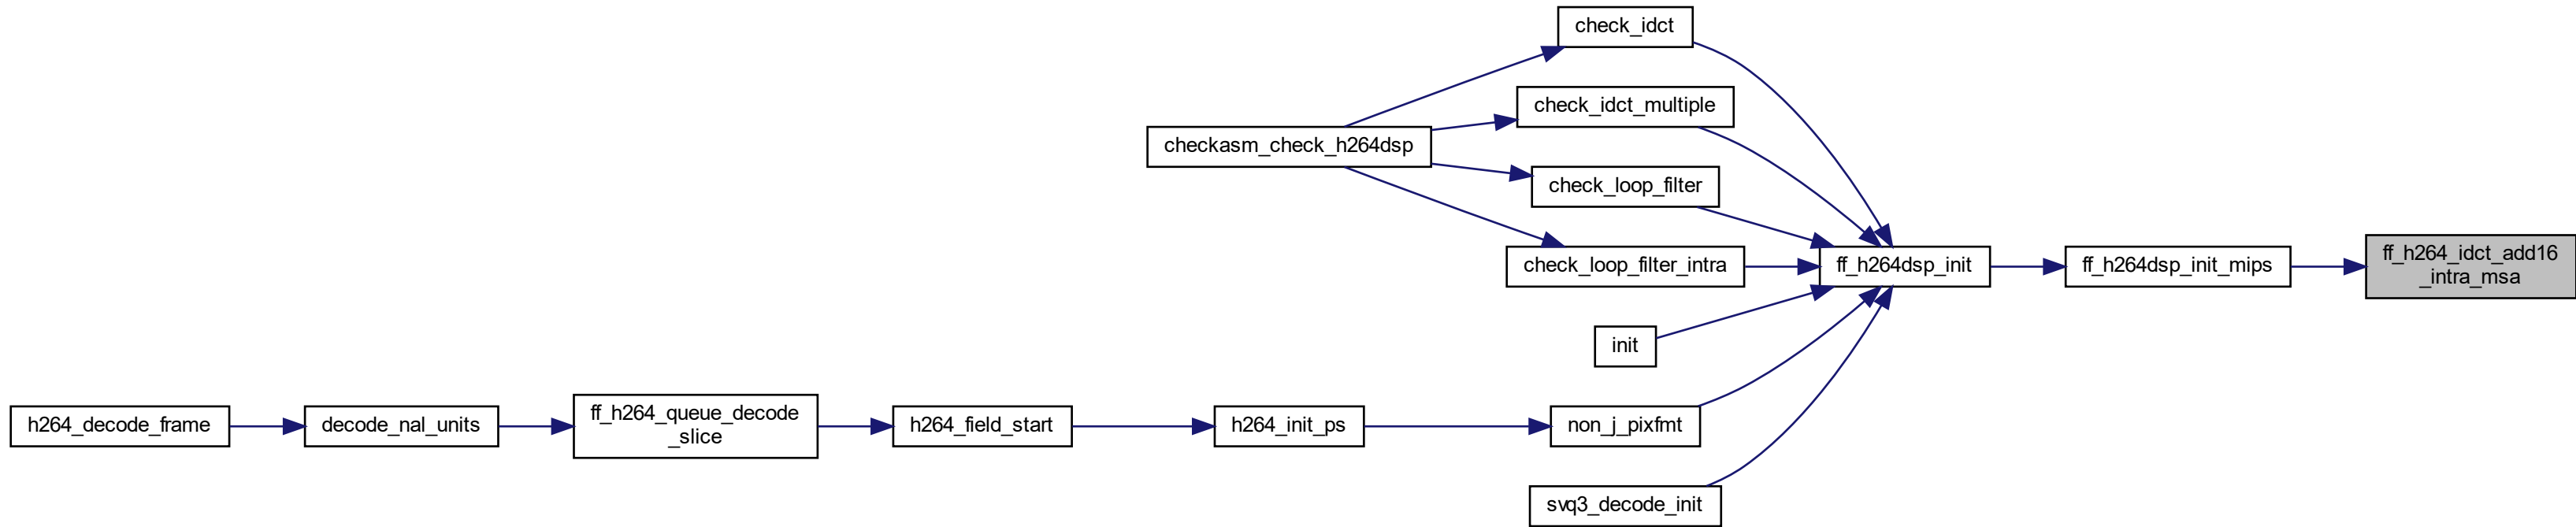 check_idct
check_idct_multiple
checkasm_check_h264dsp
check_loop_filter
check_loop_filter_intra
ff_h264dsp_init
ff_h264dsp_init_mips
ff_h264_idct_add16
_intra_msa
init
h264_decode_frame
decode_nal_units
ff_h264_queue_decode
_slice
h264_field_start
h264_init_ps
non_j_pixfmt
svq3_decode_init